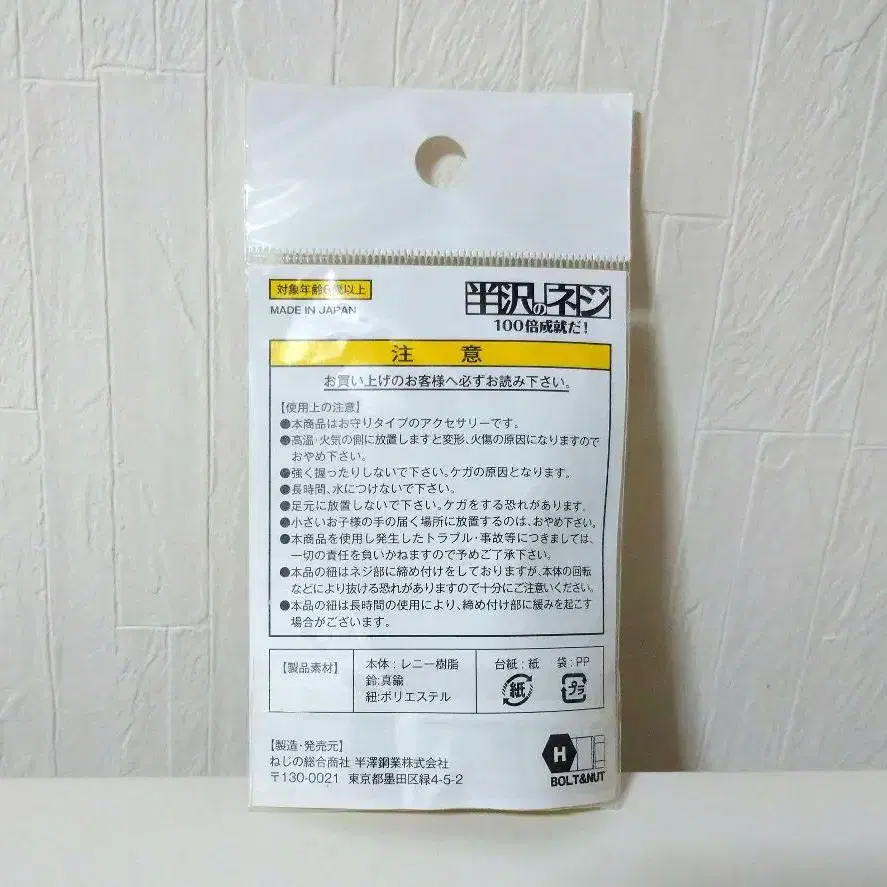 対象年齢6歳以上
MADE IN JAPAN
半沢のネジ
100倍成就だ!
注 意
お買い上げのお客様へ必ずお読み下さい。
【使用上の注意】
●本商品はお守りタイプのアクセサリーです。
●高温・火気の側に放置しますと変形、火傷の原因になりますので
おやめ下さい。
●強く握ったりしないで下さい。ケガの原因となります。
●長時間、水につけないで下さい。
●足元に放置しないで下さい。ケガをする恐れがあります。
●小さいお子様の手の届く場所に放置するのは、おやめ下さい。
●本商品を使用し発生したトラブル・事故等につきましては、
一切の責任を負いかねますので予めご了承下さい。
●本品の紐はネジ部に締め付けをしておりますが、本体の回転
などにより抜ける恐れがありますので十分にご注意いください。
●本品の紐は長時間の使用により、締め付け部に緩みを起こす
場合がございます。
【製品素材】
本体:レニー樹脂
鈴:真鍮
紐:ポリエステル
台紙:紙 袋:PP
紙 プラ
【製造・発売元】
ねじの総合商社 半澤鋼業株式会社
〒130-0021 東京都墨田区緑4-5-2
H
BOLT&NUT